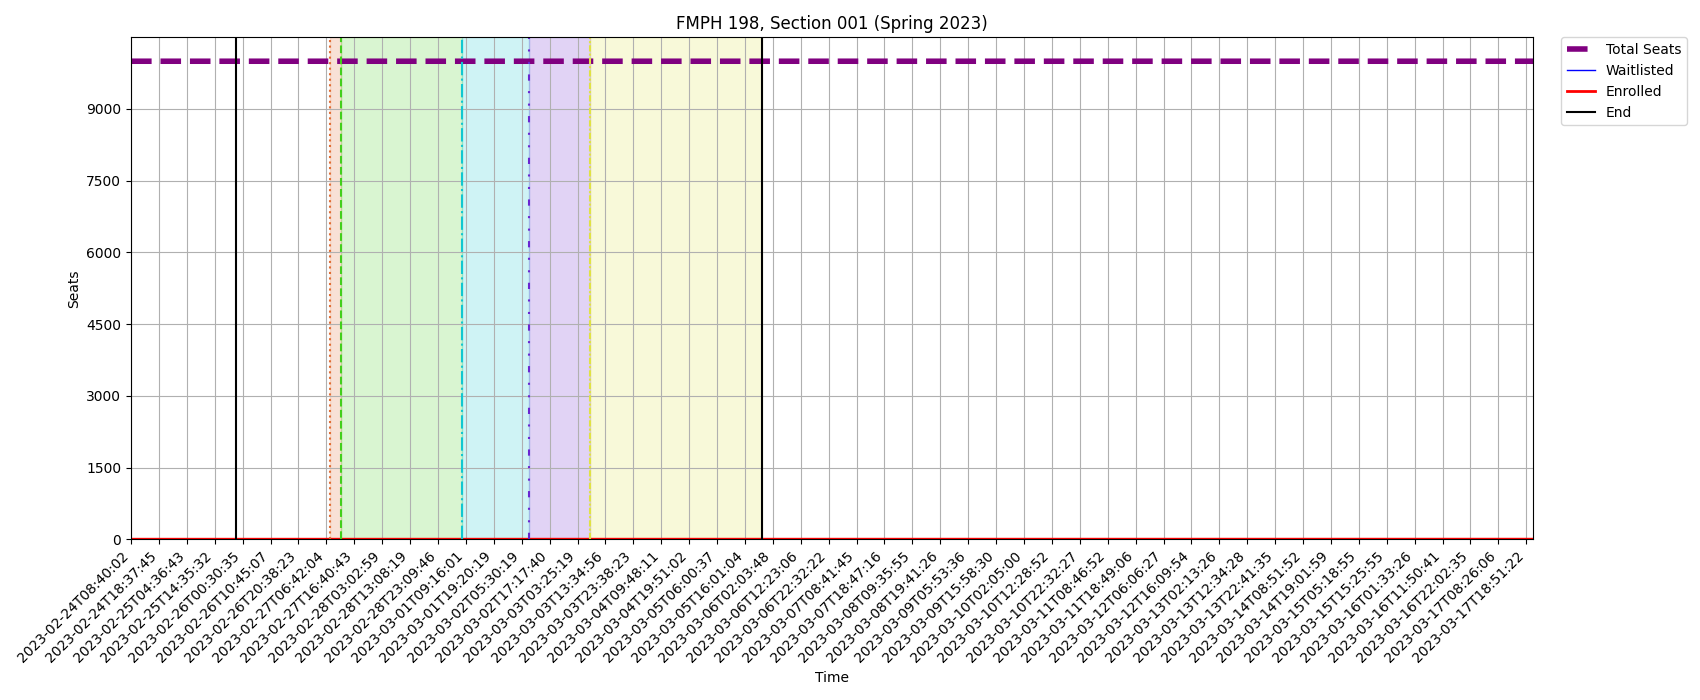 FMPH 198, Section 001 (Spring 2023)
Total Seats
Waitlisted
Enrolled
End
Seats
9000
7500
6000
4500
3000
1500
0
2023-02-24T08:40:02
2023-02-24T18:37:45
2023-02-25T04:36:43
2023-02-25T14:35:32
2023-02-26T00:30:35
2023-02-26T10:45:07
2023-02-26T20:38:23
2023-02-27T06:42:04
2023-02-27T16:40:43
2023-02-28T03:02:59
2023-02-28T13:08:19
2023-02-28T23:09:46
2023-03-01T09:16:01
2023-03-01T19:20:19
2023-03-02T05:30:19
2023-03-02T17:17:40
2023-03-03T03:25:19
2023-03-03T13:34:56
2023-03-03T23:38:23
2023-03-04T09:48:11
2023-03-04T19:51:02
2023-03-05T06:00:37
2023-03-05T16:01:04
2023-03-06T02:03:48
2023-03-06T12:23:06
2023-03-06T22:32:22
2023-03-07T08:41:45
2023-03-07T18:47:16
2023-03-08T09:35:55
2023-03-08T19:41:26
2023-03-09T05:53:36
2023-03-09T15:58:30
2023-03-10T02:05:00
2023-03-10T12:28:52
2023-03-10T22:32:27
2023-03-11T08:46:52
2023-03-11T18:49:06
2023-03-12T06:06:27
2023-03-12T16:09:54
2023-03-13T02:13:26
2023-03-13T12:34:28
2023-03-13T22:41:35
2023-03-14T08:51:52
2023-03-14T19:01:59
2023-03-15T05:18:55
2023-03-15T15:25:55
2023-03-16T01:33:26
2023-03-16T11:50:41
2023-03-16T22:02:35
2023-03-17T08:26:06
2023-03-17T18:51:22
Time